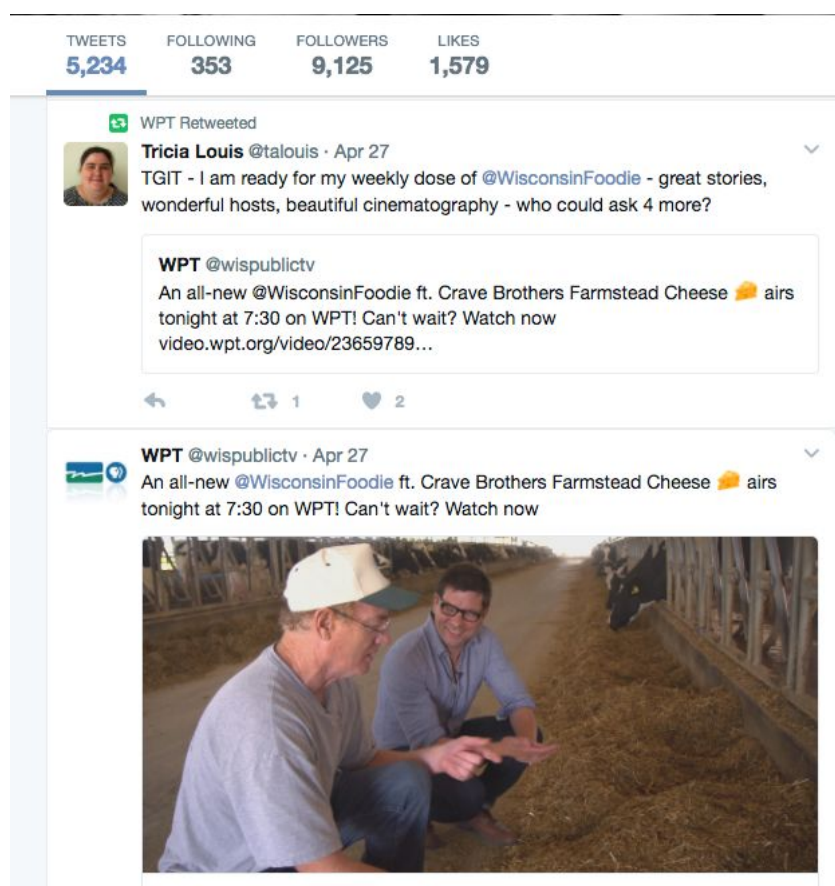 TWEETS FOLLOWING FOLLOWERS LIKES
5,234 353 9,125 1,579
WPT Retweeted
Tricia Louis @talouis · Apr 27
TGIT - I am ready for my weekly dose of @WisconsinFoodie - great stories,
wonderful hosts, beautiful cinematography - who could ask 4 more?
WPT @wispublictv
An all-new @WisconsinFoodie ft. Crave Brothers Farmstead Cheese 🧀 airs
tonight at 7:30 on WPT! Can't wait? Watch now
video.wpt.org/video/23659789…
1 2
WPT @wispublictv · Apr 27
An all-new @WisconsinFoodie ft. Crave Brothers Farmstead Cheese 🧀 airs
tonight at 7:30 on WPT! Can't wait? Watch now